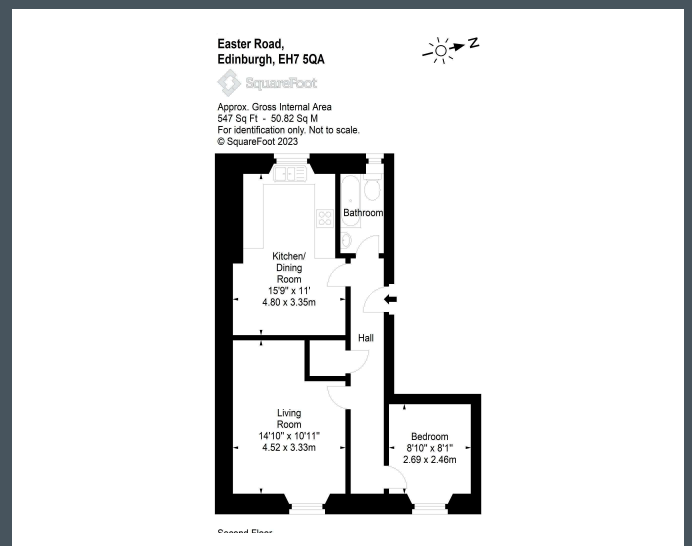 Easter Road,
Edinburgh, EH7 5QA
N
SquareFoot
Approx. Gross Internal Area
547 Sq Ft - 50.82 Sq M
For identification only. Not to scale.
© SquareFoot 2023
Bathroom
Kitchen/
Dining
Room
15'9" x 11'
4.80 x 3.35m
Hall
Living
Room
14'10" x 10'11"
4.52 x 3.33m
Bedroom
8'10" x 8'1"
2.69 x 2.46m
Second Floor